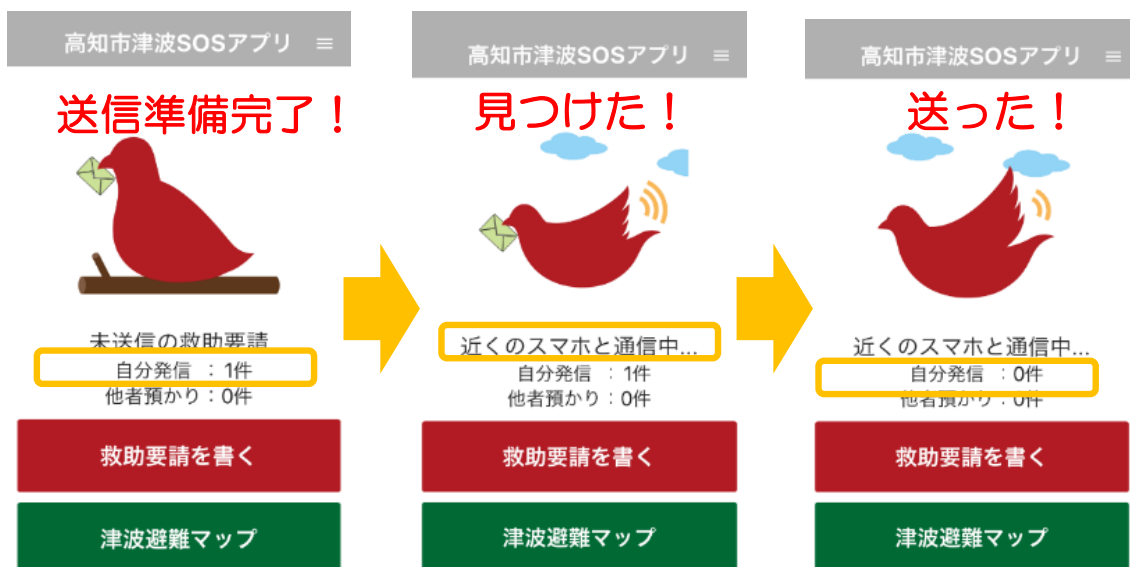 高知市津波SOSアプリ ≡
送信準備完了！
未送信の救助要請
自分発信 ：1件
他者預かり：0件
救助要請を書く
津波避難マップ
高知市津波SOSアプリ ≡
見つけた！
近くのスマホと通信中...
自分発信 ：1件
他者預かり：0件
救助要請を書く
津波避難マップ
高知市津波SOSアプリ ≡
送った！
近くのスマホと通信中...
自分発信 ：0件
他者預かり：0件
救助要請を書く
津波避難マップ